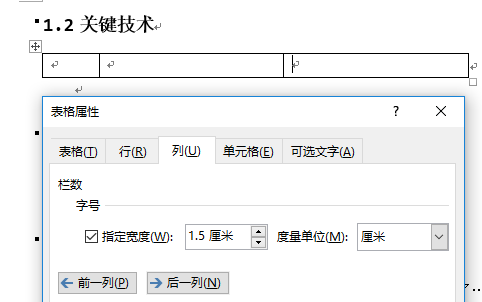 1.2 关键技术
表格属性
?
表格(T) 行(R) 列(U) 单元格(E) 可选文字(A)
栏数
字号
指定宽度(W): 1.5 厘米 度量单位(M): 厘米
前一列(P) 后一列(N)